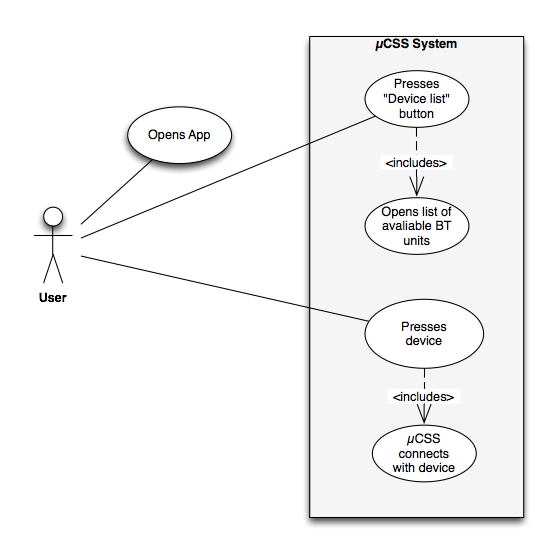 µCSS System
Presses
"Device list"
button
Opens App
<includes>
Opens list of
avaliable BT
units
User
Presses
device
<includes>
µCSS
connects
with device